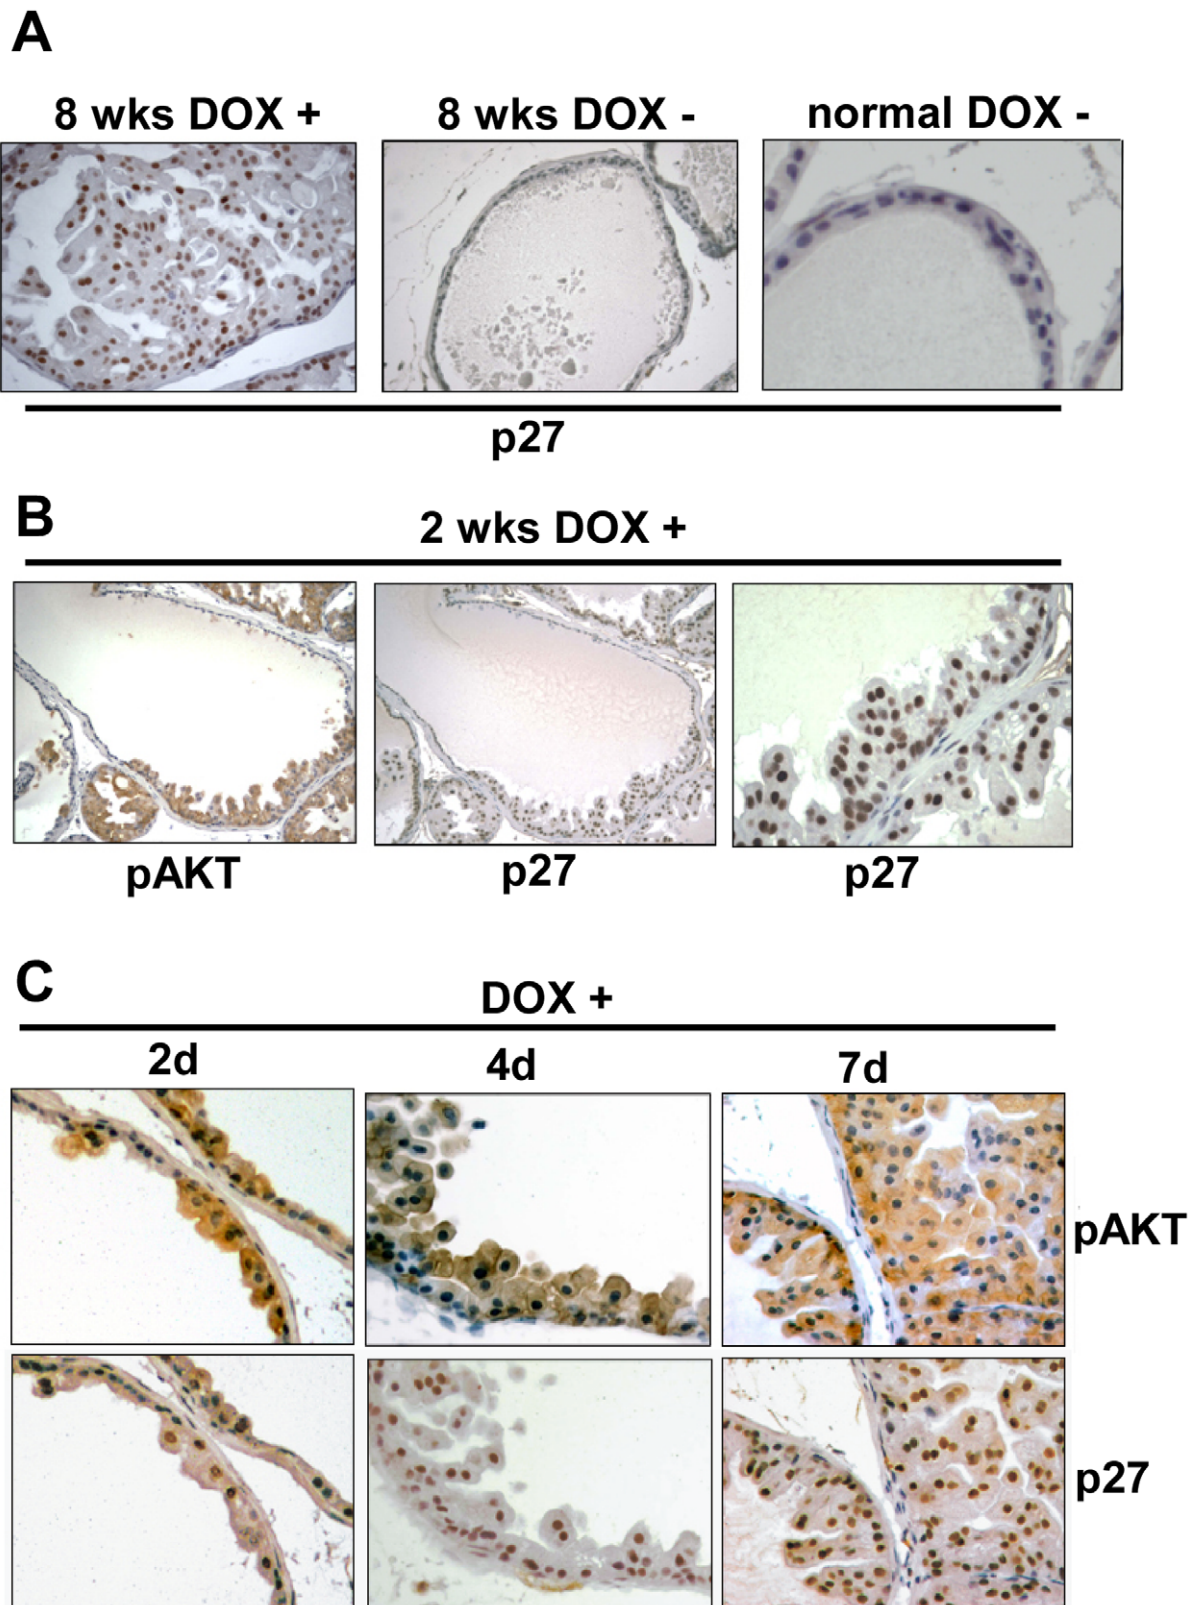 A
8 wks DOX +
8 wks DOX -
normal DOX -
p27
B
2 wks DOX +
pAKT
p27
p27
C
DOX +
2d
4d
7d
pAKT
p27